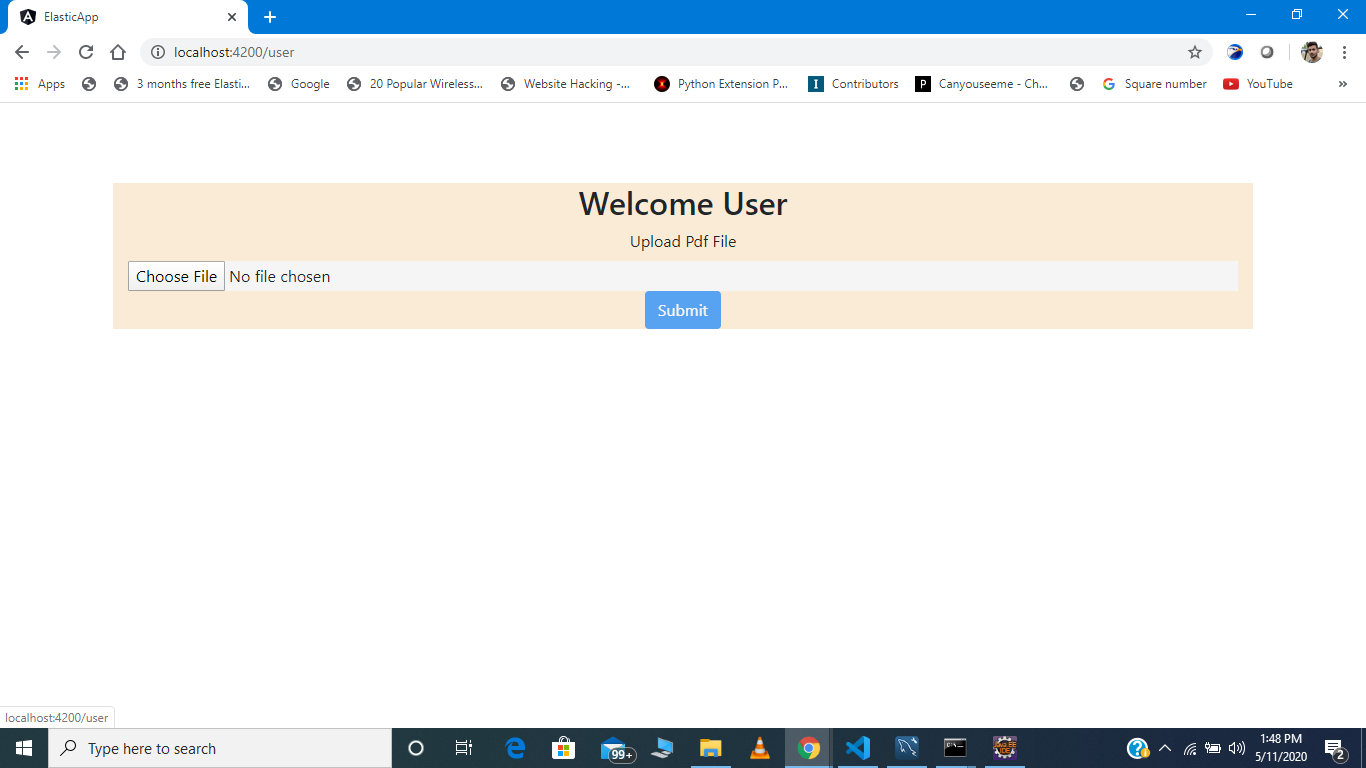 ElasticApp
localhost:4200/user
Apps 3 months free Elasti... Google 20 Popular Wireless... Website Hacking -... Python Extension P... Contributors Canyouseeme - Ch... Square number YouTube »
Welcome User
Upload Pdf File
Choose File No file chosen
Submit
localhost:4200/user
Type here to search
99+
1:48 PM
5/11/2020
2